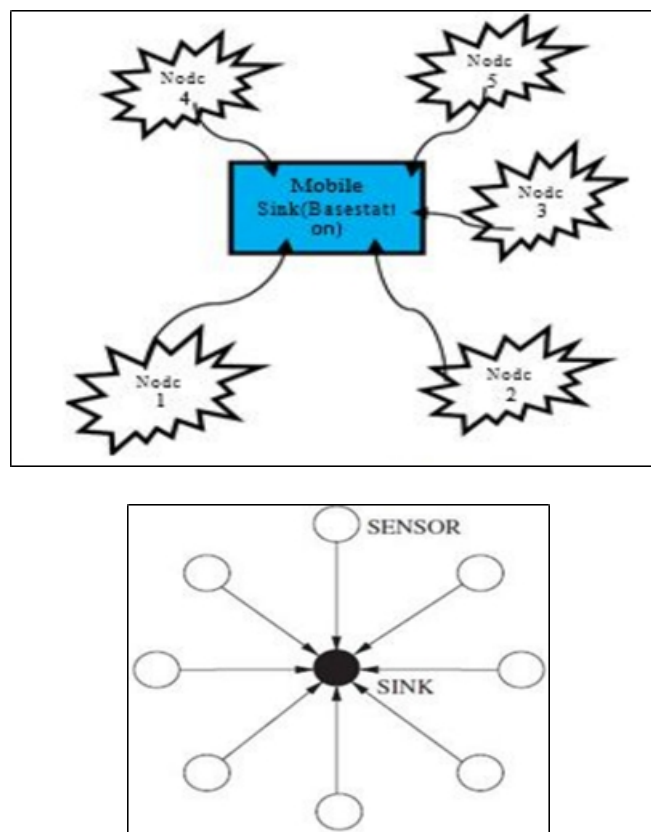 Node
4
Node
5
Mobile
Sink(Basestati
on)
Node
3
Node
1
Node
2
SENSOR
SINK